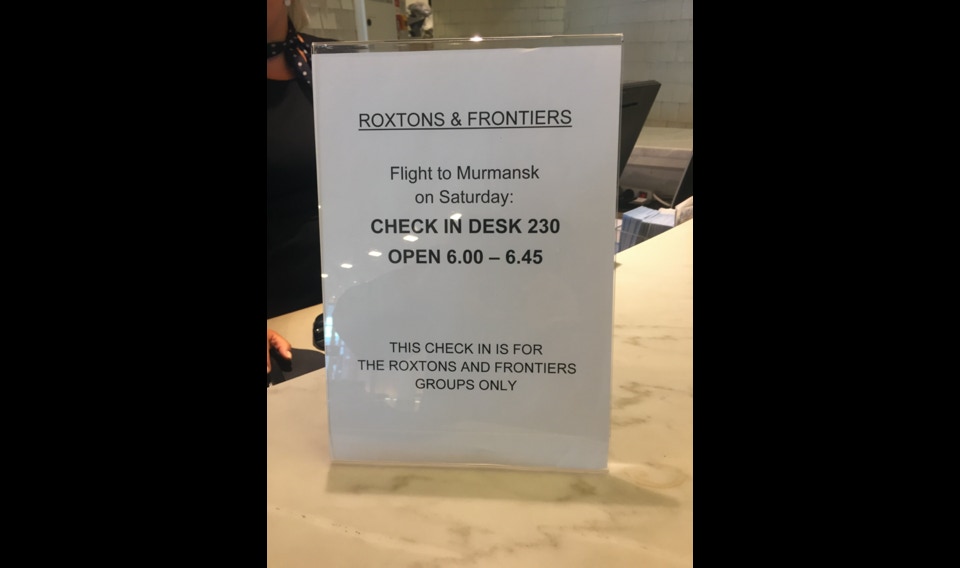 ROXTONS & FRONTIERS
Flight to Murmansk
on Saturday:
CHECK IN DESK 230
OPEN 6.00 – 6.45
THIS CHECK IN IS FOR
THE ROXTONS AND FRONTIERS
GROUPS ONLY